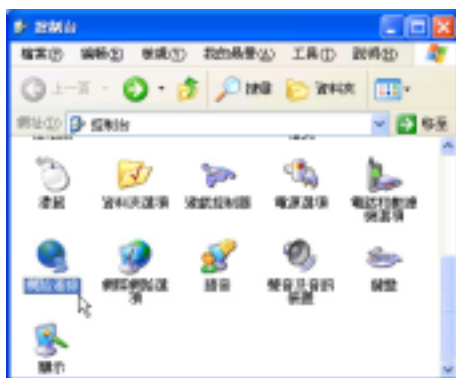 控制台
檔案(F) 編輯(E) 檢視(V) 我的最愛(A) 工具(T) 說明(H)
上一頁 搜尋 資料夾
網址(D) 控制台 移至
滑鼠 資料夾選項 遊戲控制器 電源選項 電話和數據機選項
網路連線 網際網路選項 語音 聲音及音訊裝置 鍵盤
顯示